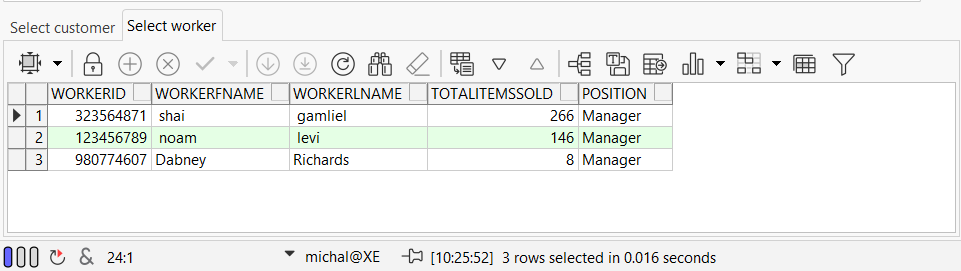 Select customer Select worker
WORKERID WORKERFNAME WORKERLNAME TOTALITEMSSOLD POSITION
1 323564871 shai gamliel 266 Manager
2 123456789 noam levi 146 Manager
3 980774607 Dabney Richards 8 Manager
& 24:1 michal@XE [10:25:52] 3 rows selected in 0.016 seconds